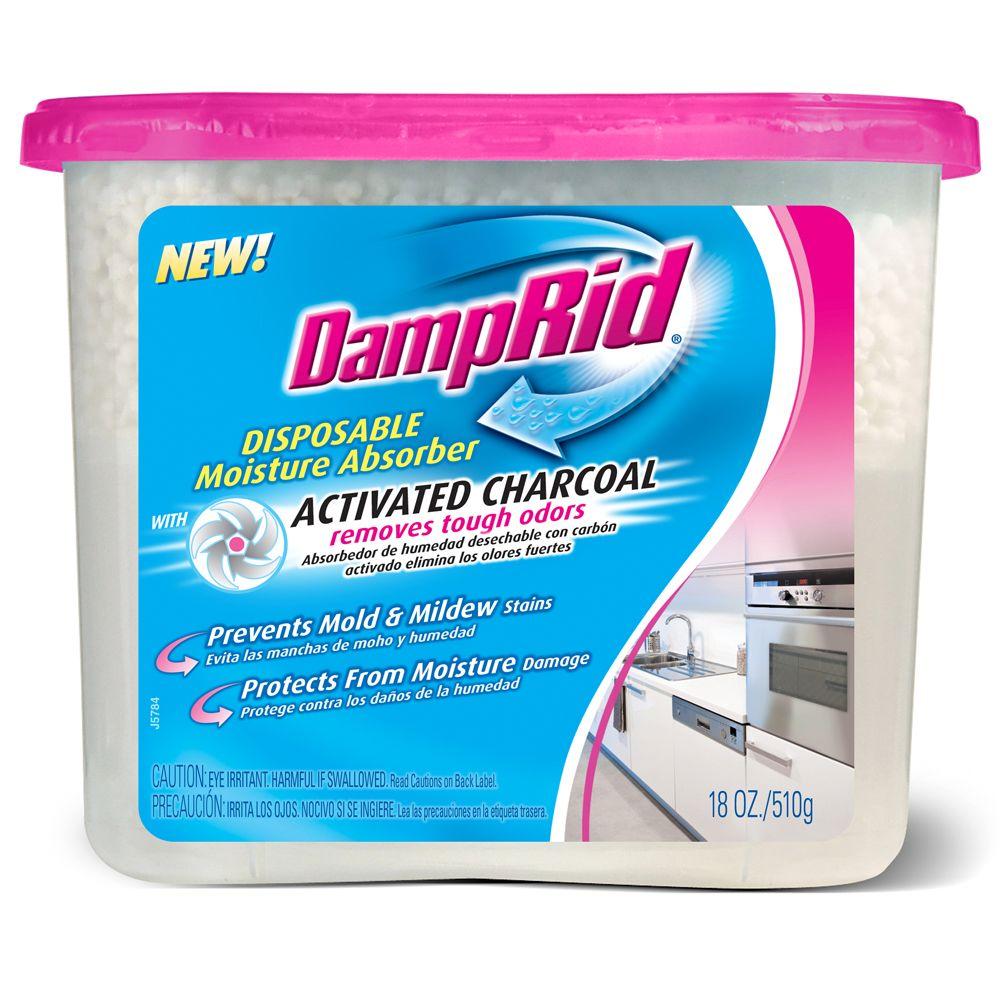 NEW!
DampRid®
DISPOSABLE
Moisture Absorber
WITH
ACTIVATED CHARCOAL
removes tough odors
Absorbedor de humedad desechable con carbón
activado elimina los olores fuertes
Prevents Mold & Mildew Stains
Evita las manchas de moho y humedad
Protects From Moisture Damage
Protege contra los daños de la humedad
J5784
CAUTION: EYE IRRITANT. HARMFUL IF SWALLOWED. Read Cautions on Back Label.
PRECAUCIÓN: IRRITA LOS OJOS. NOCIVO SI SE INGIERE. Lea las precauciones en la etiqueta trasera.
18 OZ./510g